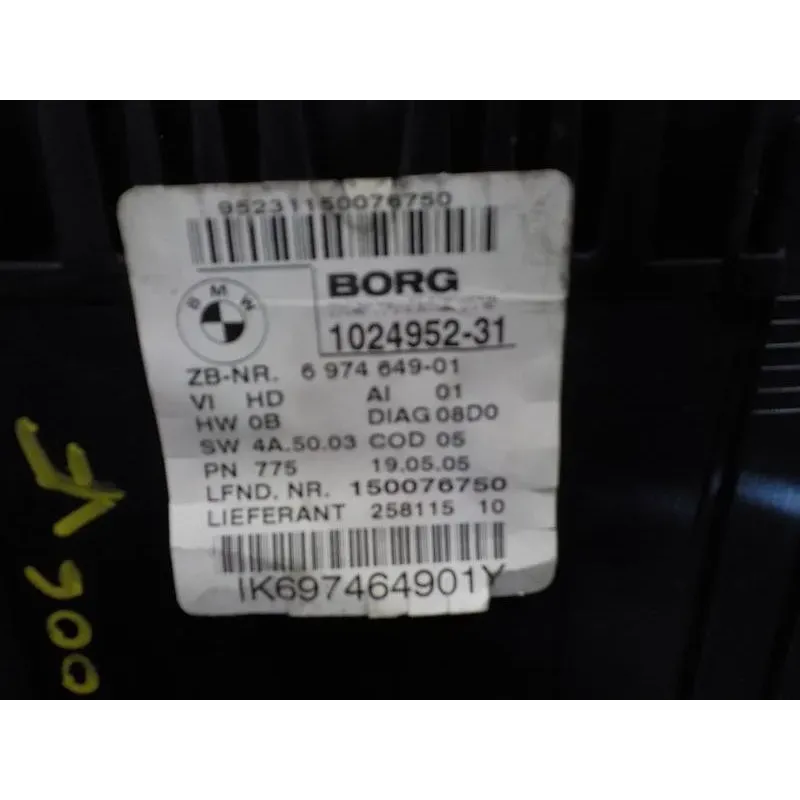 95231150076750
BMW
BORG
1024952-31
ZB-NR. 6 974 649-01
VI HD AI 01
HW 0B DIAG 08D0
SW 4A.50.03 COD 05
PN 775 19.05.05
LFND. NR. 150076750
LIEFERANT 258115 10
IK697464901Y